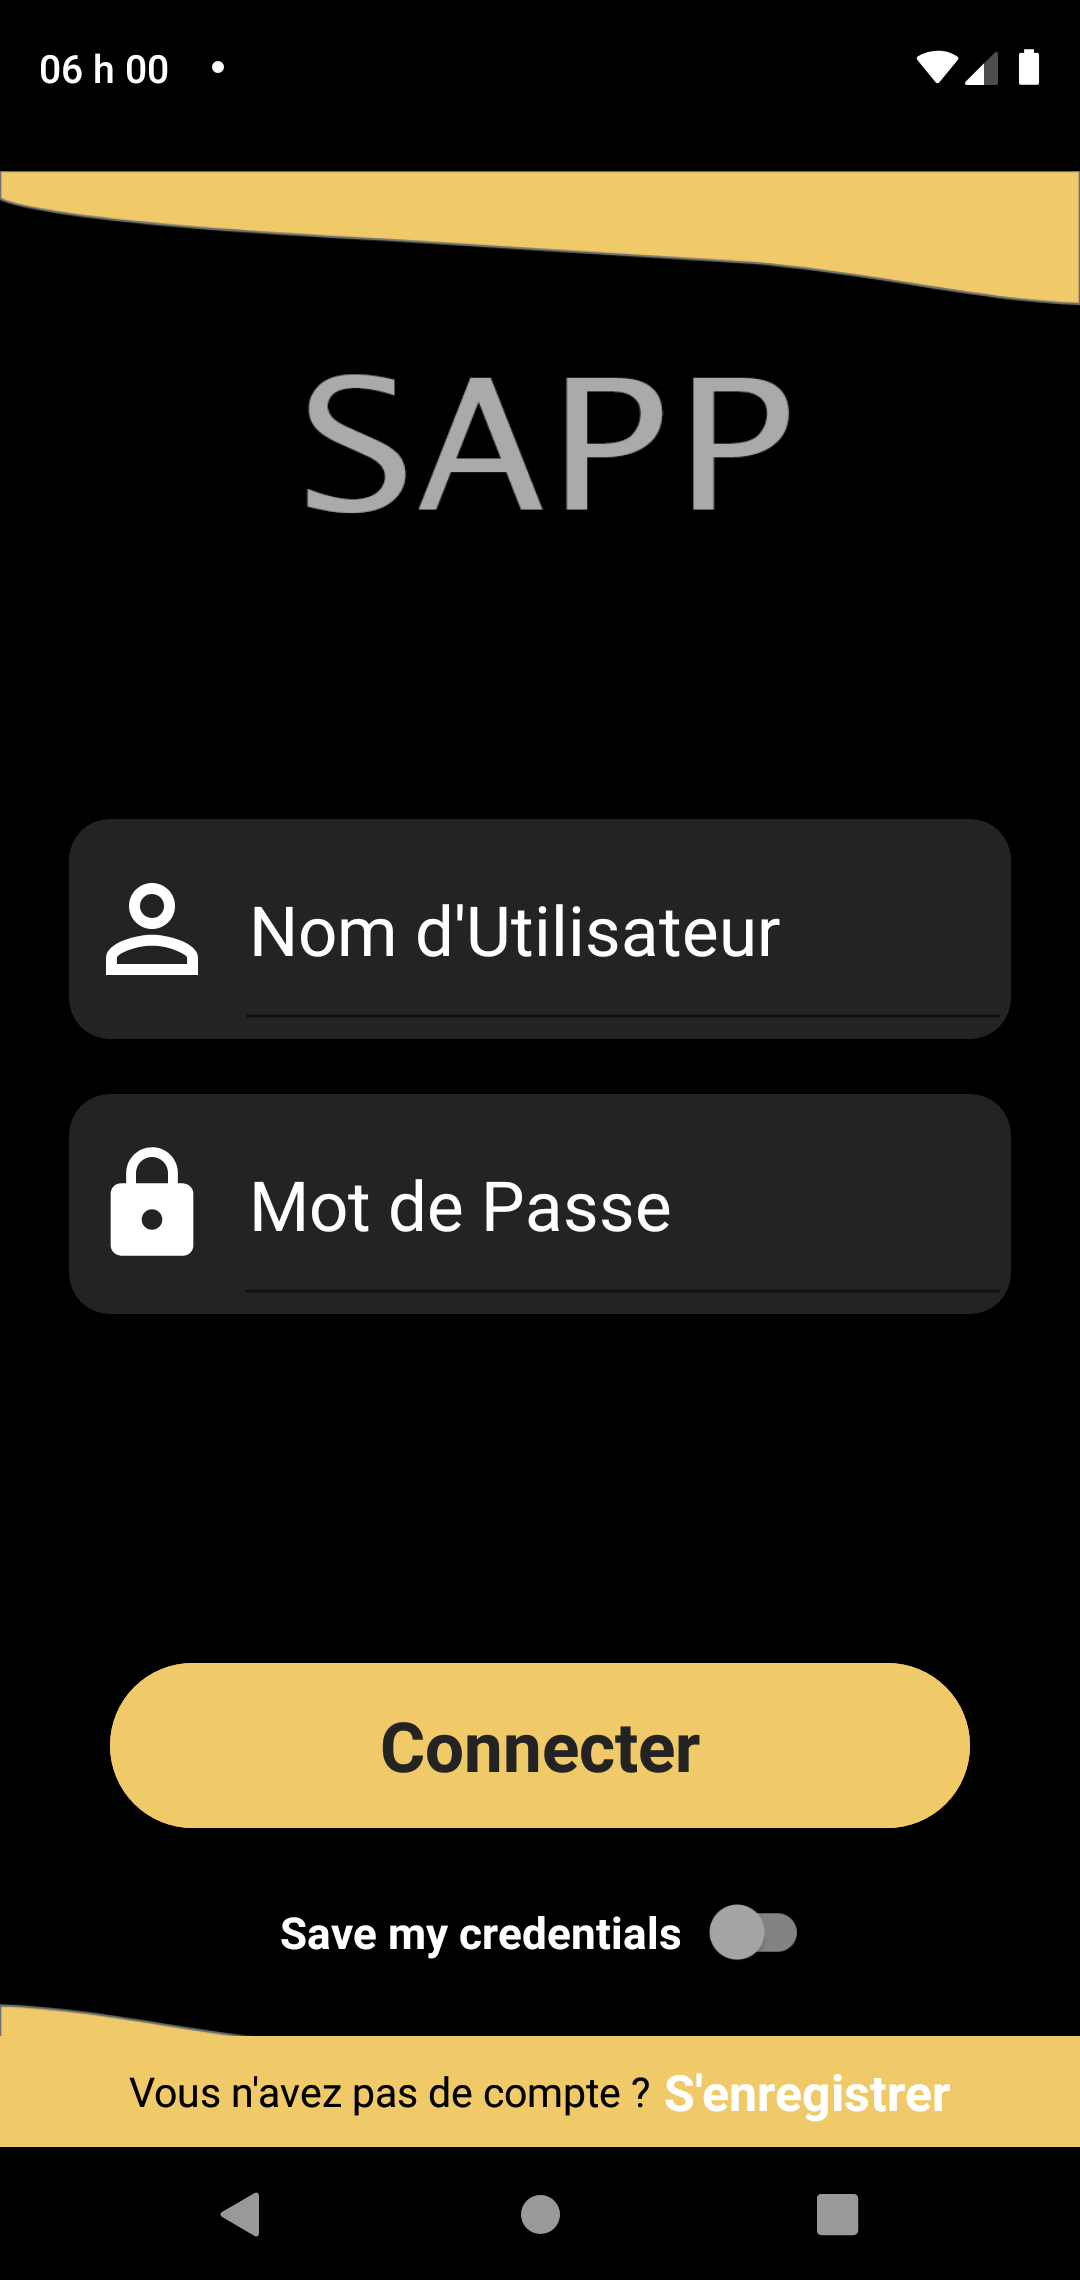 06 h 00
SAPP
Nom d'Utilisateur
Mot de Passe
Connecter
Save my credentials
Vous n'avez pas de compte ? S'enregistrer